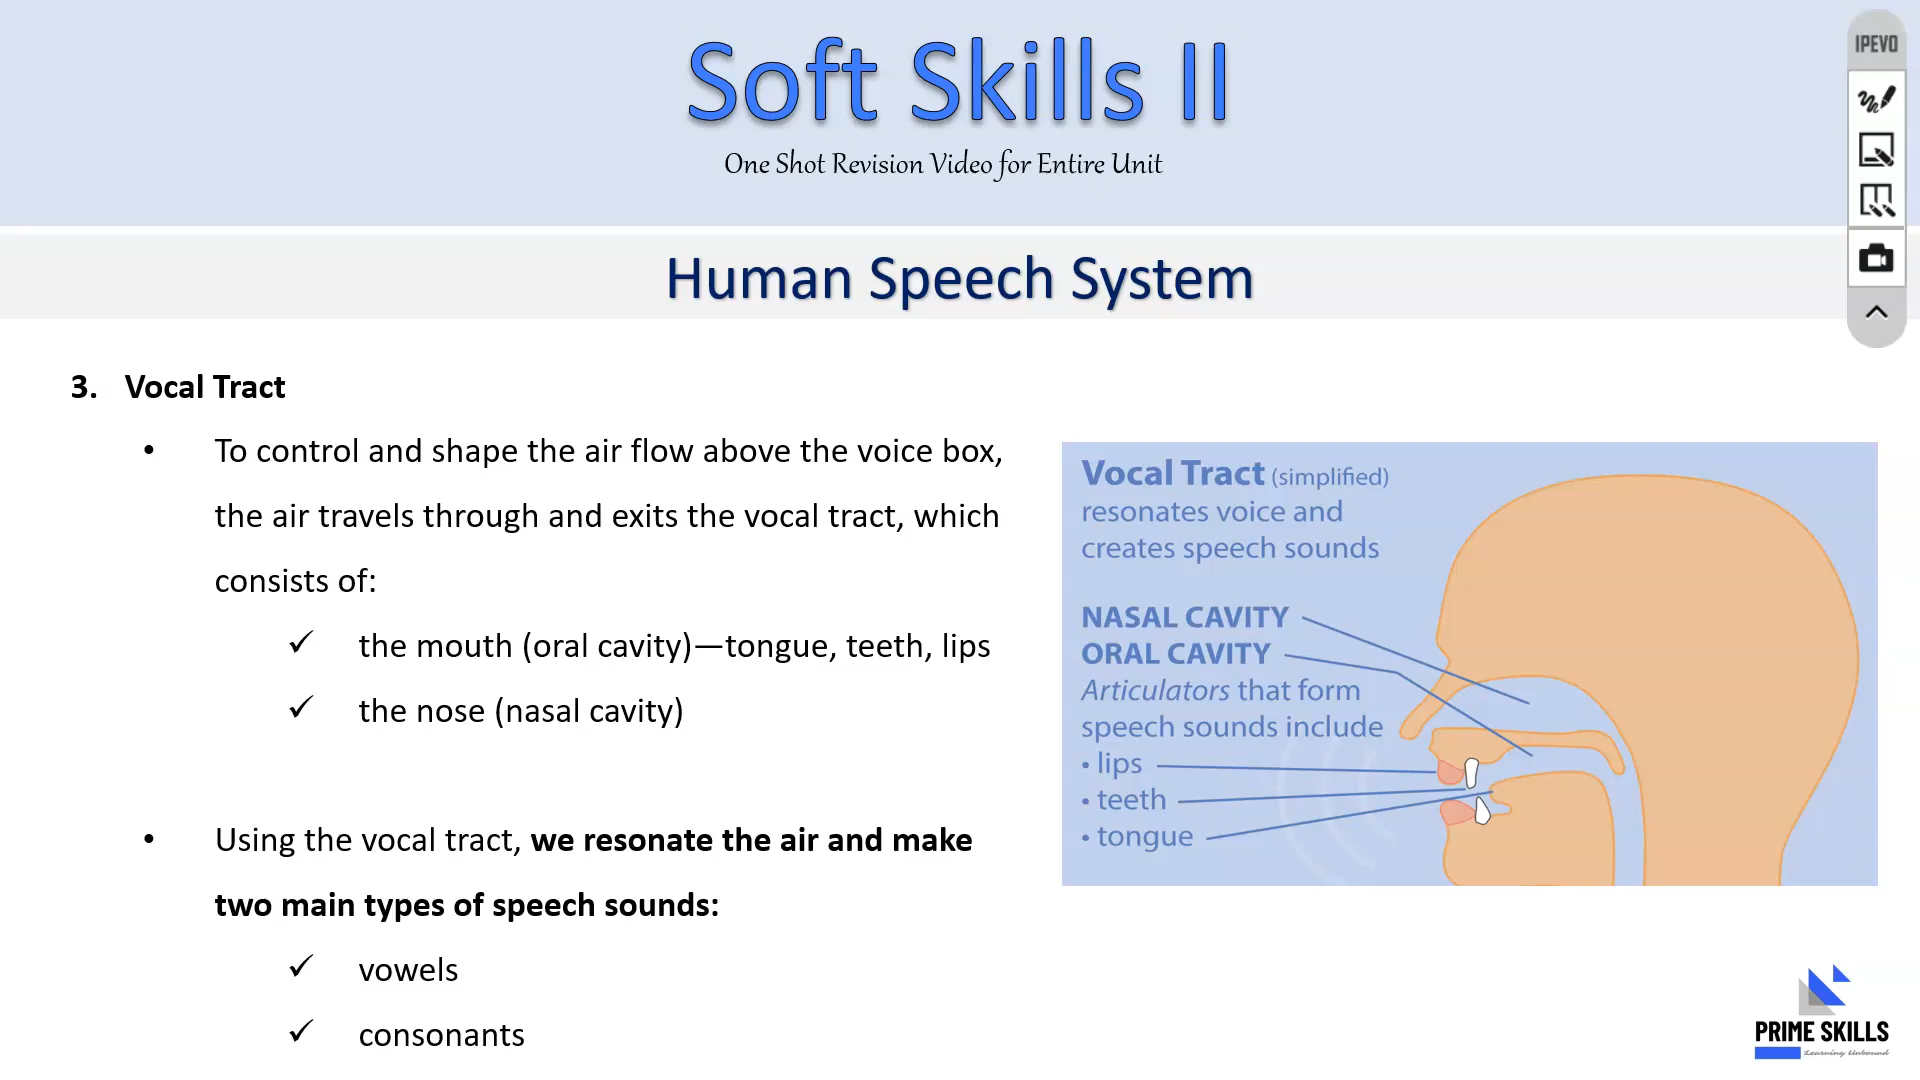 Soft Skills II
One Shot Revision Video for Entire Unit
IPEVO
Human Speech System
3. Vocal Tract
• To control and shape the air flow above the voice box,
the air travels through and exits the vocal tract, which
consists of:
✓ the mouth (oral cavity)—tongue, teeth, lips
✓ the nose (nasal cavity)
• Using the vocal tract, we resonate the air and make
two main types of speech sounds:
✓ vowels
✓ consonants
Vocal Tract (simplified)
resonates voice and
creates speech sounds
NASAL CAVITY
ORAL CAVITY
Articulators that form
speech sounds include
• lips
• teeth
• tongue
PRIME SKILLS
Learning Unbound